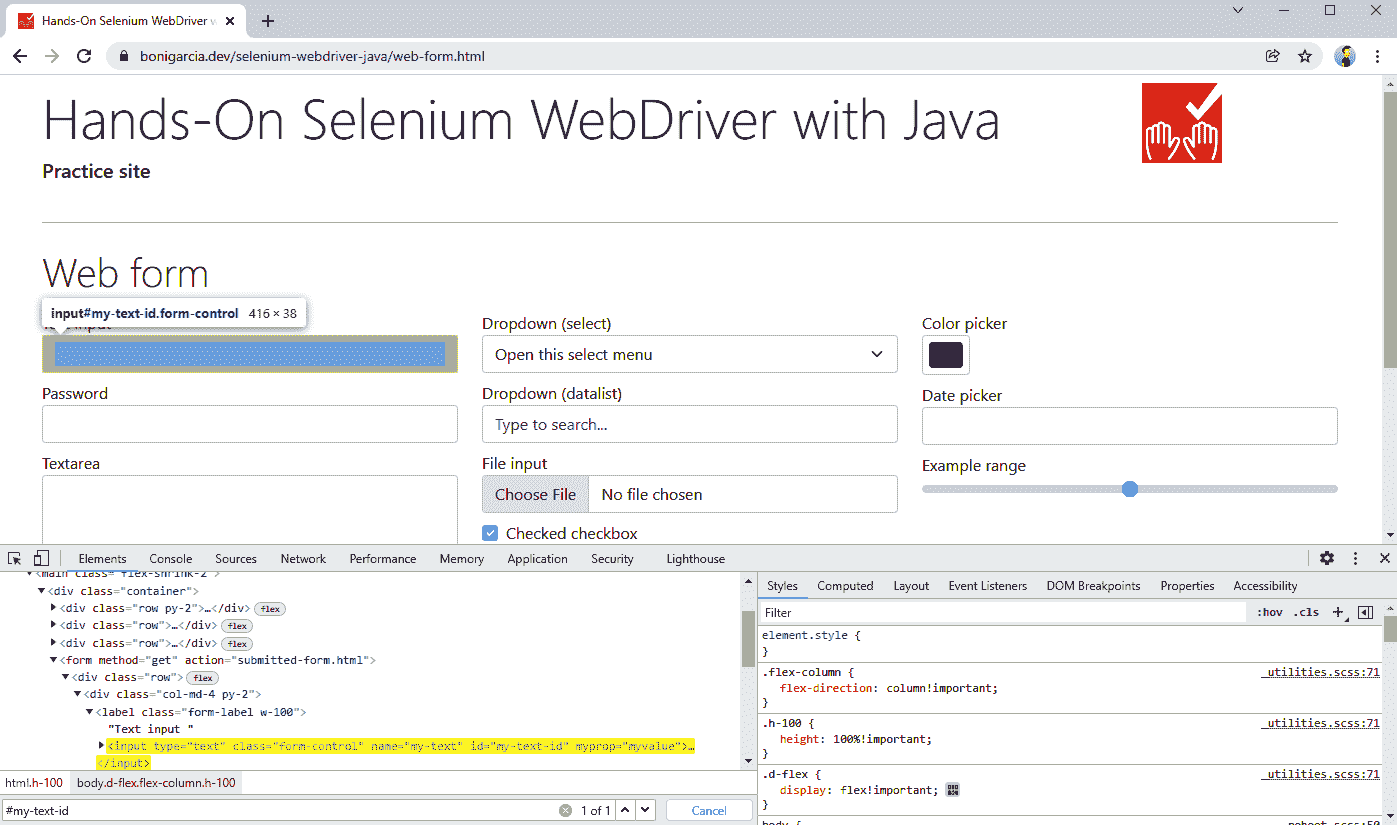 Hands-On Selenium WebDriver w
bonigarcia.dev/selenium-webdriver-java/web-form.html
Hands-On Selenium WebDriver with Java
Practice site
Web form
input#my-text-id.form-control 416 × 38
Dropdown (select)
Color picker
Open this select menu
Password
Dropdown (datalist)
Date picker
Type to search...
Textarea
File input
Example range
Choose File No file chosen
Checked checkbox
Elements Console Sources Network Performance Memory Application Security Lighthouse
<main class="flex-shrink-2">
<div class="container">
<div class="row py-2">…</div> flex
<div class="row">…</div> flex
<div class="row">…</div> flex
<form method="get" action="submitted-form.html">
<div class="row"> flex
<div class="col-md-4 py-2">
<label class="form-label w-100">
"Text input "
<input type="text" class="form-control" name="my-text" id="my-text-id" myprop="myvalue">…
</input>
html.h-100 body.d-flex.flex-column.h-100
#my-text-id 1 of 1 Cancel
Styles Computed Layout Event Listeners DOM Breakpoints Properties Accessibility
Filter :hov .cls
element.style {
}
.flex-column { _utilities.scss:71
flex-direction: column!important;
}
.h-100 { _utilities.scss:71
height: 100%!important;
}
.d-flex { _utilities.scss:71
display: flex!important;
}
body {